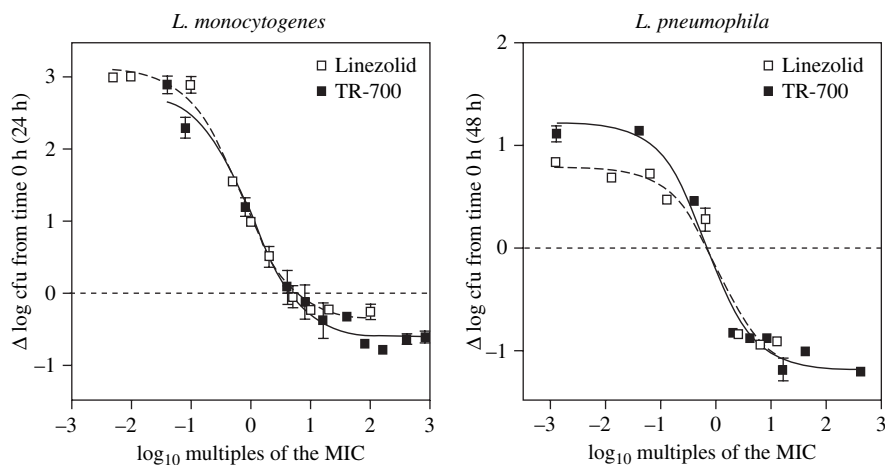 L. monocytogenes
Δ log cfu from time 0 h (24 h)
3
2
1
0
−1
Linezolid
TR-700
−3 −2 −1 0 1 2 3
log10 multiples of the MIC
L. pneumophila
Δ log cfu from time 0 h (48 h)
2
1
0
−1
Linezolid
TR-700
−3 −2 −1 0 1 2 3
log10 multiples of the MIC